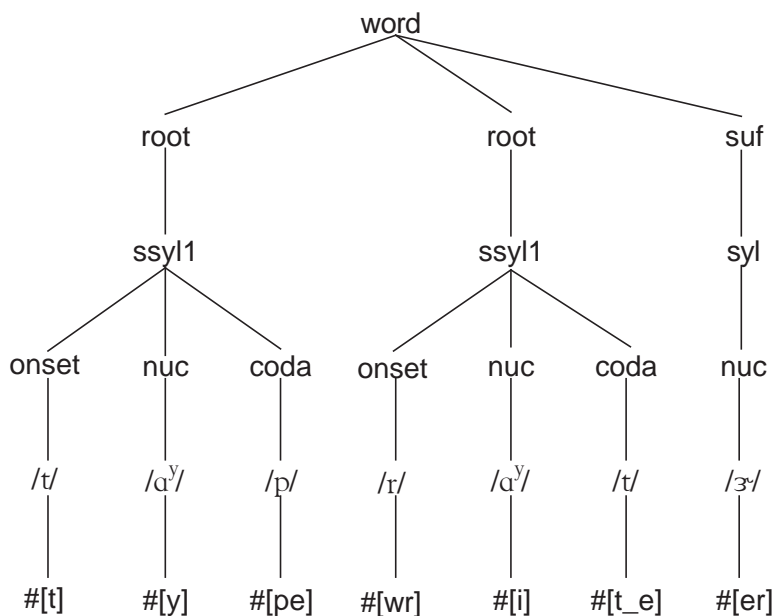 word
root root suf
ssyl1 ssyl1 syl
onset nuc coda onset nuc coda nuc
/t/ /ɑʸ/ /p/ /r/ /ɑʸ/ /t/ /ɝ/
#[t] #[y] #[pe] #[wr] #[i] #[t_e] #[er]